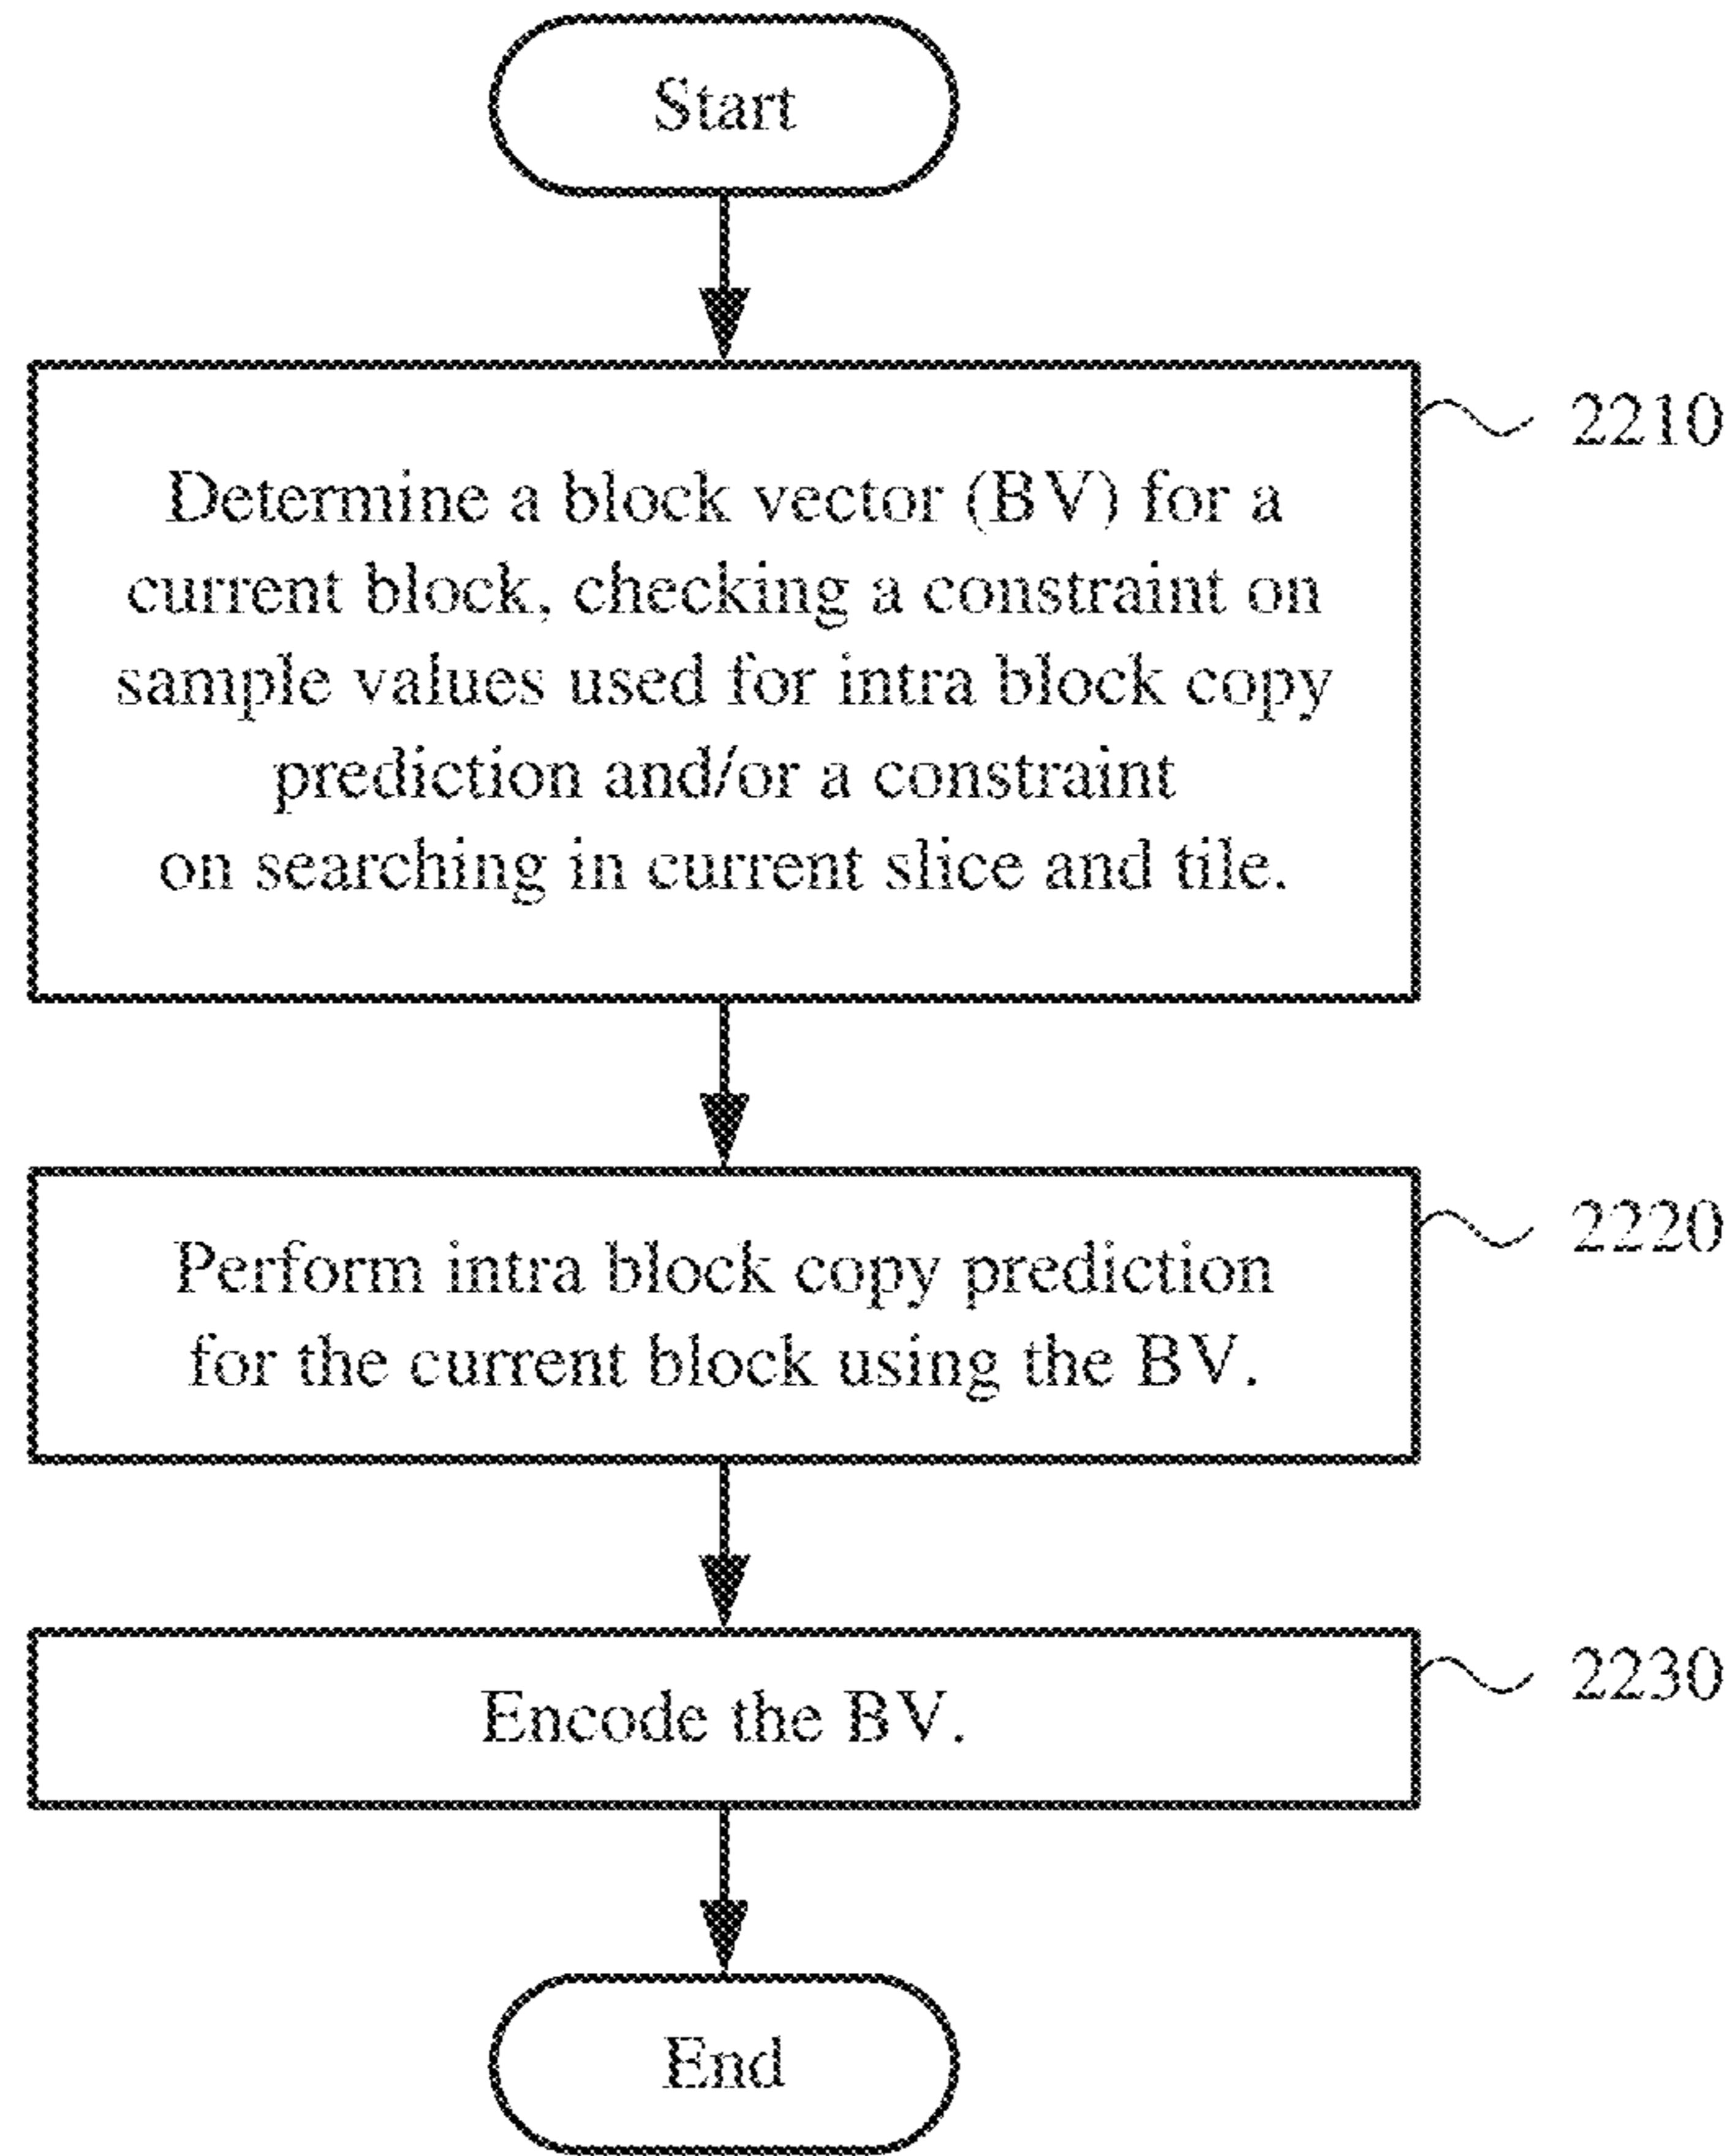 Start
2210
Determine a block vector (BV) for a
current block, checking a constraint on
sample values used for intra block copy
prediction and/or a constraint
on searching in current slice and tile.
2220
Perform intra block copy prediction
for the current block using the BV.
2230
Encode the BV.
End